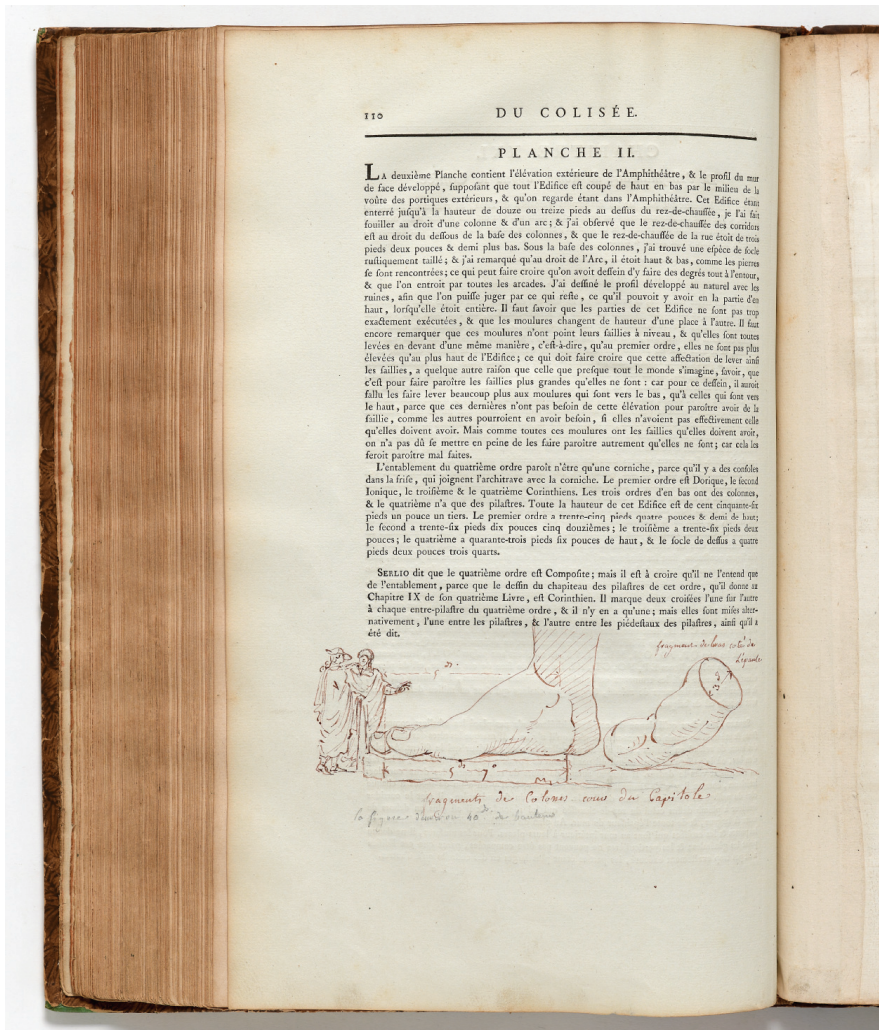 110 DU COLISÉE.
PLANCHE II.
LA deuxième Planche contient l'élévation extérieure de l'Amphithéâtre, & le profil du mur
de face développé, ſuppoſant que tout l'Edifice eſt coupé de haut en bas par le milieu de la
voûte des portiques extérieurs, & qu'on regarde étant dans l'Amphithéâtre. Cet Edifice étant
enterré juſqu'à la hauteur de douze ou treize pieds au deſſus du rez-de-chauſſée, je l'ai fait
fouiller au droit d'une colonne & d'un arc; & j'ai obſervé que le rez-de-chauſſée des corridors
eſt au droit du deſſous de la baſe des colonnes, & que le rez-de-chauſſée de la rue étoit de trois
pieds deux pouces & demi plus bas. Sous la baſe des colonnes, j'ai trouvé une eſpèce de ſocle
ruſtiquement taillé; & j'ai remarqué qu'au droit de l'Arc, il étoit haut & bas, comme les pierres
ſe ſont rencontrées; ce qui peut faire croire qu'on avoit deſſein d'y faire des degrés tout à l'entour,
& que l'on entroit par toutes les arcades. J'ai deſſiné le profil développé au naturel avec les
ruines, afin que l'on puiſſe juger par ce qui reſte, ce qu'il pouvoit y avoir en la partie d'en
haut, lorſqu'elle étoit entière. Il faut ſavoir que les parties de cet Edifice ne ſont pas trop
exactement exécutées, & que les moulures changent de hauteur d'une place à l'autre. Il faut
encore remarquer que ces moulures n'ont point leurs ſaillies à niveau, & qu'elles ſont toutes
levées en devant d'une même manière, c'eſt-à-dire, qu'au premier ordre, elles ne ſont pas plus
élevées qu'au plus haut de l'Edifice; ce qui doit faire croire que cette affectation de lever ainſi
les ſaillies, a quelque autre raiſon que celle que preſque tout le monde s'imagine, ſavoir, que
c'eſt pour faire paroître les ſaillies plus grandes qu'elles ne ſont: car pour ce deſſein, il auroit
fallu les faire lever beaucoup plus aux moulures qui ſont vers le bas, qu'à celles qui ſont vers
le haut, parce que ces dernières n'ont pas beſoin de cette élévation pour paroître avoir de la
ſaillie, comme les autres pourroient en avoir beſoin, ſi elles n'avoient pas effectivement celle
qu'elles doivent avoir. Mais comme toutes ces moulures ont les ſaillies qu'elles doivent avoir,
on n'a pas dû ſe mettre en peine de les faire paroître autrement qu'elles ne ſont; car cela les
feroit paroître mal faites.
L'entablement du quatrième ordre paroît n'être qu'une corniche, parce qu'il y a des conſoles
dans la friſe, qui joignent l'architrave avec la corniche. Le premier ordre eſt Dorique, le ſecond
Ionique, le troiſième & le quatrième Corinthiens. Les trois ordres d'en bas ont des colonnes,
& le quatrième n'a que des pilaſtres. Toute la hauteur de cet Edifice eſt de cent cinquante-ſix
pieds un pouce un tiers. Le premier ordre a trente-cinq pieds quatre pouces & demi de haut;
le ſecond a trente-ſix pieds dix pouces cinq douzièmes; le troiſième a trente-ſix pieds deux
pouces; le quatrième a quarante-trois pieds ſix pouces de haut, & le ſocle de deſſus a quatre
pieds deux pouces trois quarts.
SERLIO dit que le quatrième ordre eſt Compoſite; mais il eſt à croire qu'il ne l'entend que
de l'entablement, parce que le deſſin du chapiteau des pilaſtres de cet ordre, qu'il donne au
Chapitre IX de ſon quatrième Livre, eſt Corinthien. Il marque deux croiſées l'une ſur l'autre
à chaque entre-pilaſtre du quatrième ordre, & il n'y en a qu'une; mais elles ſont miſes alter-
nativement, l'une entre les pilaſtres, & l'autre entre les piédeſtaux des pilaſtres, ainſi qu'il a
été dit.
fragment du bras coté de
l'épaule
fragments de Coloses cour du Capitole